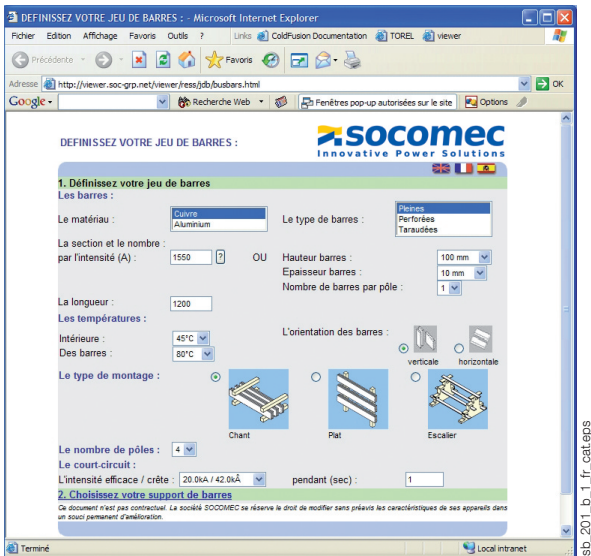 DEFINISSEZ VOTRE JEU DE BARRES : - Microsoft Internet Explorer
Fichier Edition Affichage Favoris Outils ? Links ColdFusion Documentation TOREL viewer
Précédente Favoris
Adresse http://viewer.soc-grp.net/viewer/ress/jdb/busbars.html OK
Google Recherche Web Fenêtres pop-up autorisées sur le site Options
DEFINISSEZ VOTRE JEU DE BARRES :
socomec
Innovative Power Solutions
1. Définissez votre jeu de barres
Les barres :
Le matériau : Cuivre
Aluminium
Le type de barres : Pleines
Perforées
Taraudées
La section et le nombre :
par l'intensité (A) : 1550 ? OU Hauteur barres : 100 mm
Epaisseur barres : 10 mm
Nombre de barres par pôle : 1
La longueur : 1200
Les températures :
Intérieure : 45°C
Des barres : 80°C
L'orientation des barres :
verticale horizontale
Le type de montage :
Chant Plat Escalier
Le nombre de pôles : 4
Le court-circuit :
L'intensité efficace / crête : 20.0kA / 42.0kÂ pendant (sec) : 1
2. Choisissez votre support de barres
Ce document n'est pas contractuel. La société SOCOMEC se réserve le droit de modifier sans préavis les caractéristiques de ses appareils dans
un souci permanent d'amélioration.
Terminé Local intranet
sb_201_b_1_fr_cat.eps